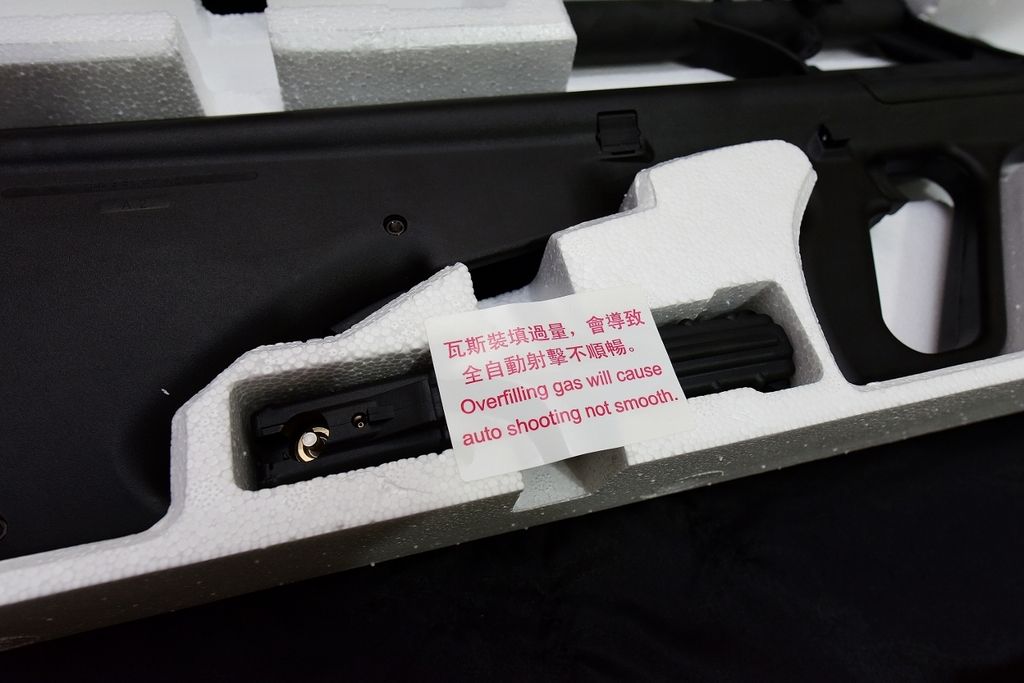 瓦斯裝填過量，會導致
全自動射擊不順暢。
Overfilling gas will cause
auto shooting not smooth.